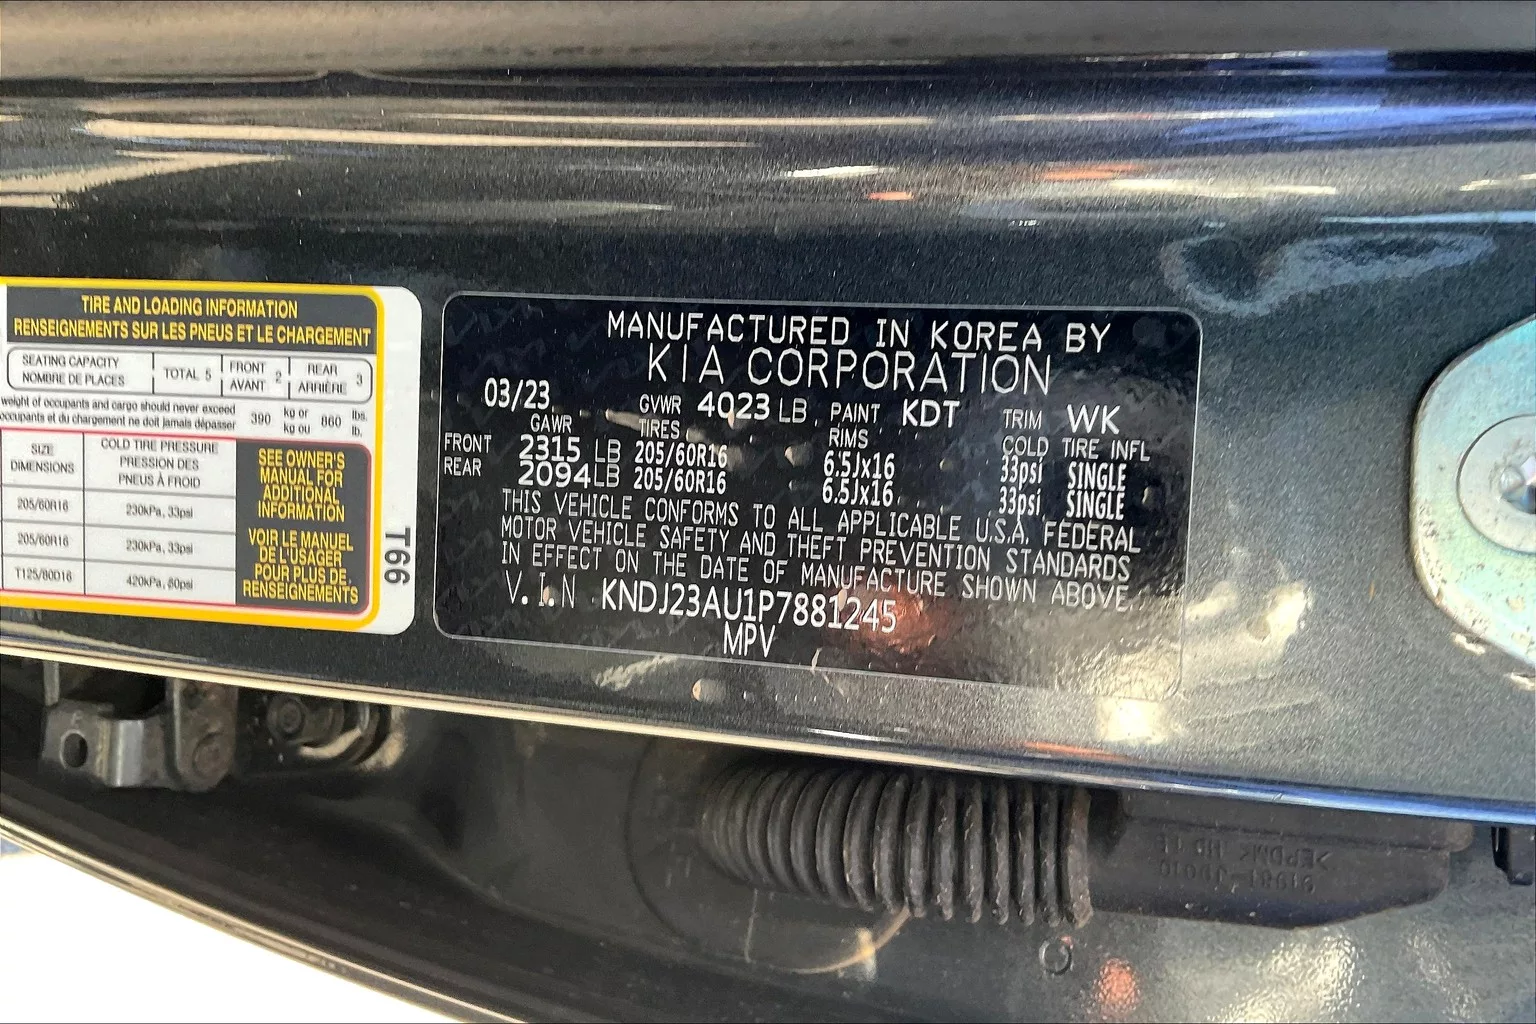 TIRE AND LOADING INFORMATION
RENSEIGNEMENTS SUR LES PNEUS ET LE CHARGEMENT
SEATING CAPACITY
NOMBRE DE PLACES
TOTAL 5
FRONT
AVANT
2
REAR
ARRIÈRE
3
weight of occupants and cargo should never exceed
occupants et du chargement ne doit jamais dépasser
390
kg or
kg ou
860
lbs.
lb.
SIZE
DIMENSIONS
COLD TIRE PRESSURE
PRESSION DES
PNEUS À FROID
205/60R16
230kPa, 33psi
205/60R16
230kPa, 33psi
T125/80D16
420kPa, 60psi
SEE OWNER'S
MANUAL FOR
ADDITIONAL
INFORMATION
VOIR LE MANUEL
DE L'USAGER
POUR PLUS DE
RENSEIGNEMENTS
T66
MANUFACTURED IN KOREA BY
KIA CORPORATION
03/23 GVWR 4023 LB PAINT KDT TRIM WK
GAWR TIRES RIMS COLD TIRE INFL
FRONT 2315 LB 205/60R16 6.5Jx16 33psi SINGLE
REAR 2094LB 205/60R16 6.5Jx16 33psi SINGLE
THIS VEHICLE CONFORMS TO ALL APPLICABLE U.S.A. FEDERAL
MOTOR VEHICLE SAFETY AND THEFT PREVENTION STANDARDS
IN EFFECT ON THE DATE OF MANUFACTURE SHOWN ABOVE.
V.I.N KNDJ23AU1P7881245
MPV
>EPDM<